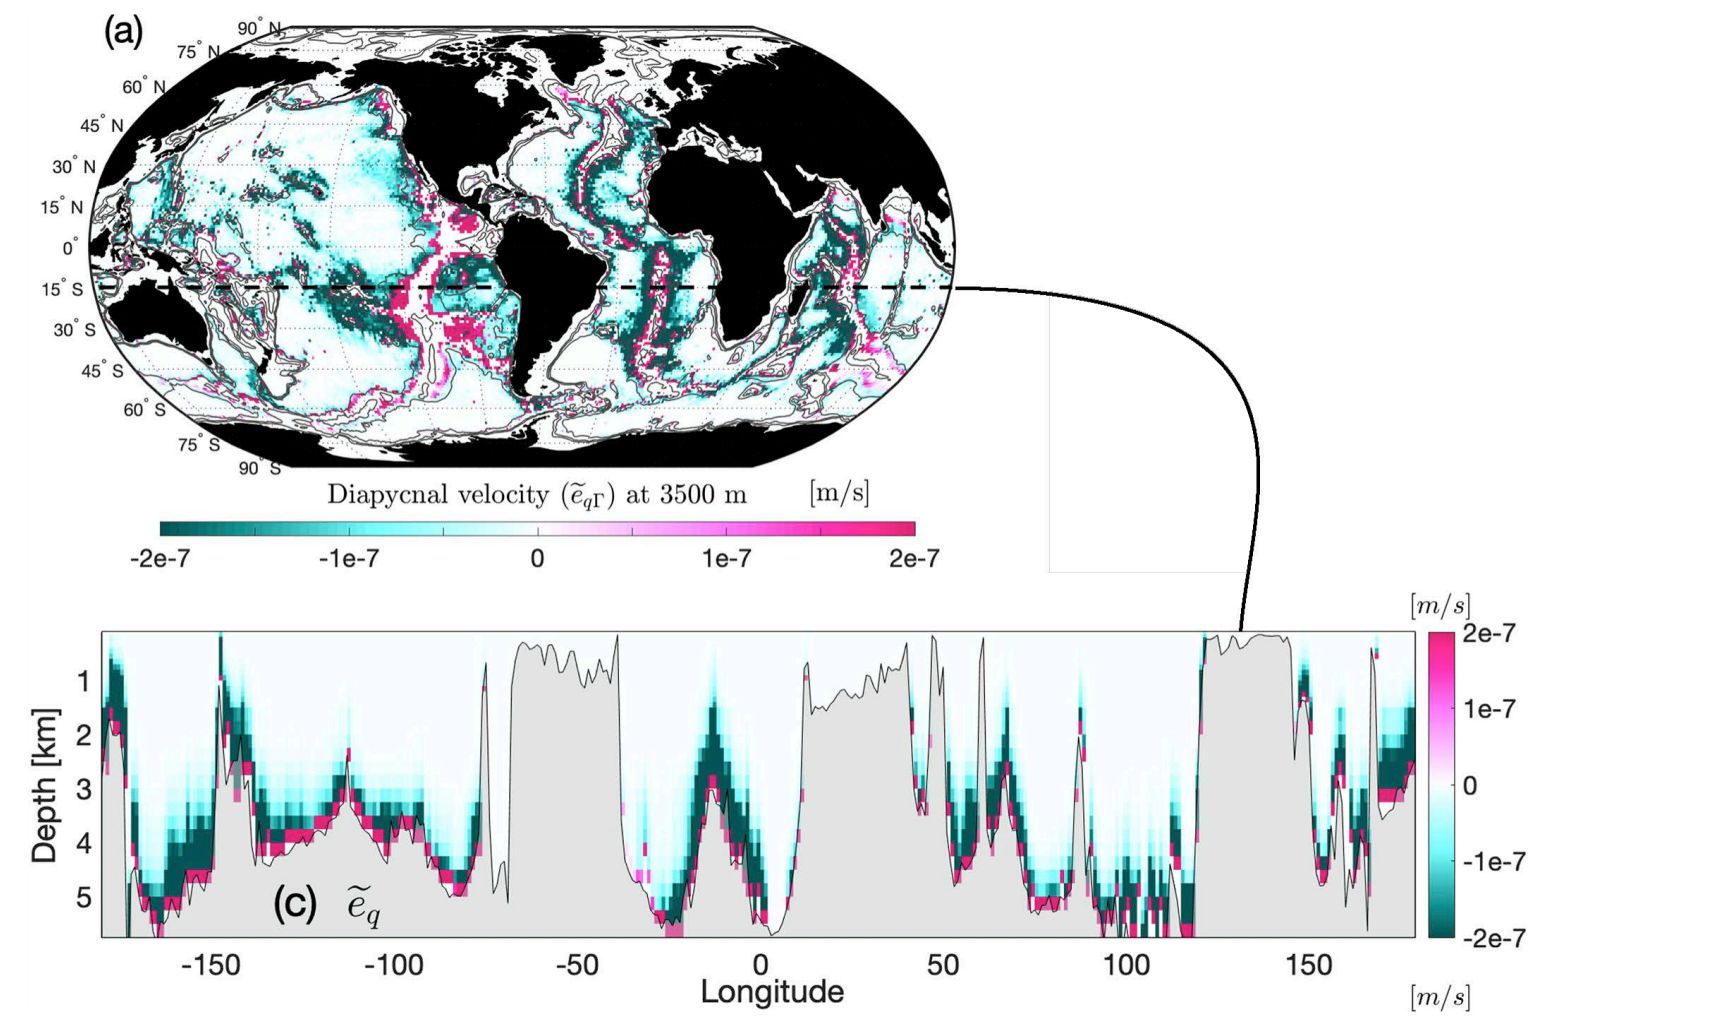 (a)
90° N
75° N
60° N
45° N
30° N
15° N
0°
15° S
30° S
45° S
60° S
75° S
90° S
Diapycnal velocity (ẽqΓ) at 3500 m [m/s]
-2e-7 -1e-7 0 1e-7 2e-7
[m/s]
2e-7
1e-7
0
-1e-7
-2e-7
Depth [km]
1
2
3
4
5
(c) ẽq
-150 -100 -50 0 50 100 150
Longitude
[m/s]